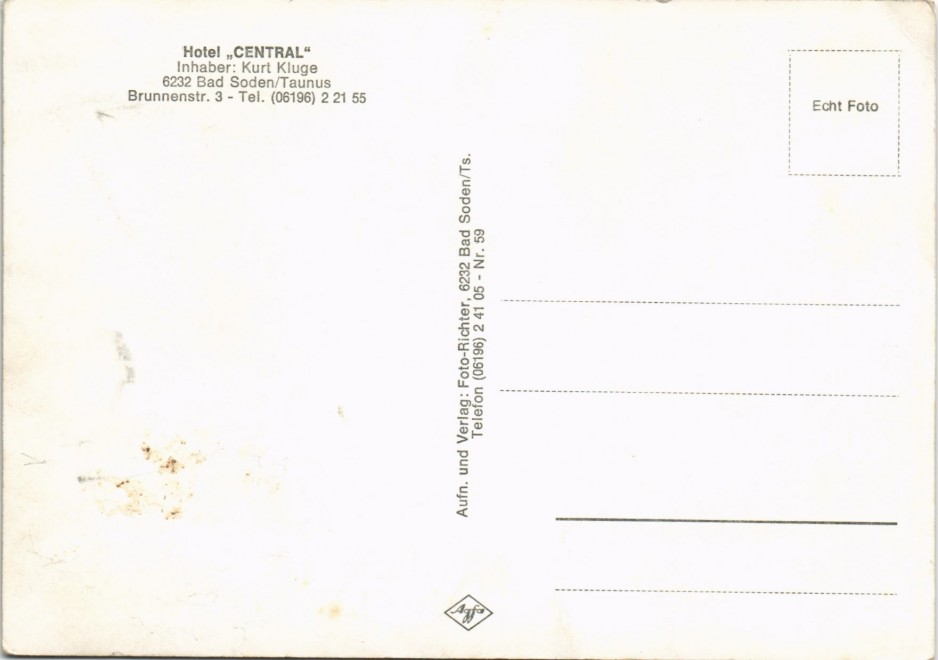 Hotel „CENTRAL“
Inhaber: Kurt Kluge
6232 Bad Soden/Taunus
Brunnenstr. 3 - Tel. (06196) 2 21 55
Echt Foto
Aufn. und Verlag: Foto-Richter, 6232 Bad Soden/Ts.
Telefon (06196) 2 41 05 - Nr. 59
Agfa